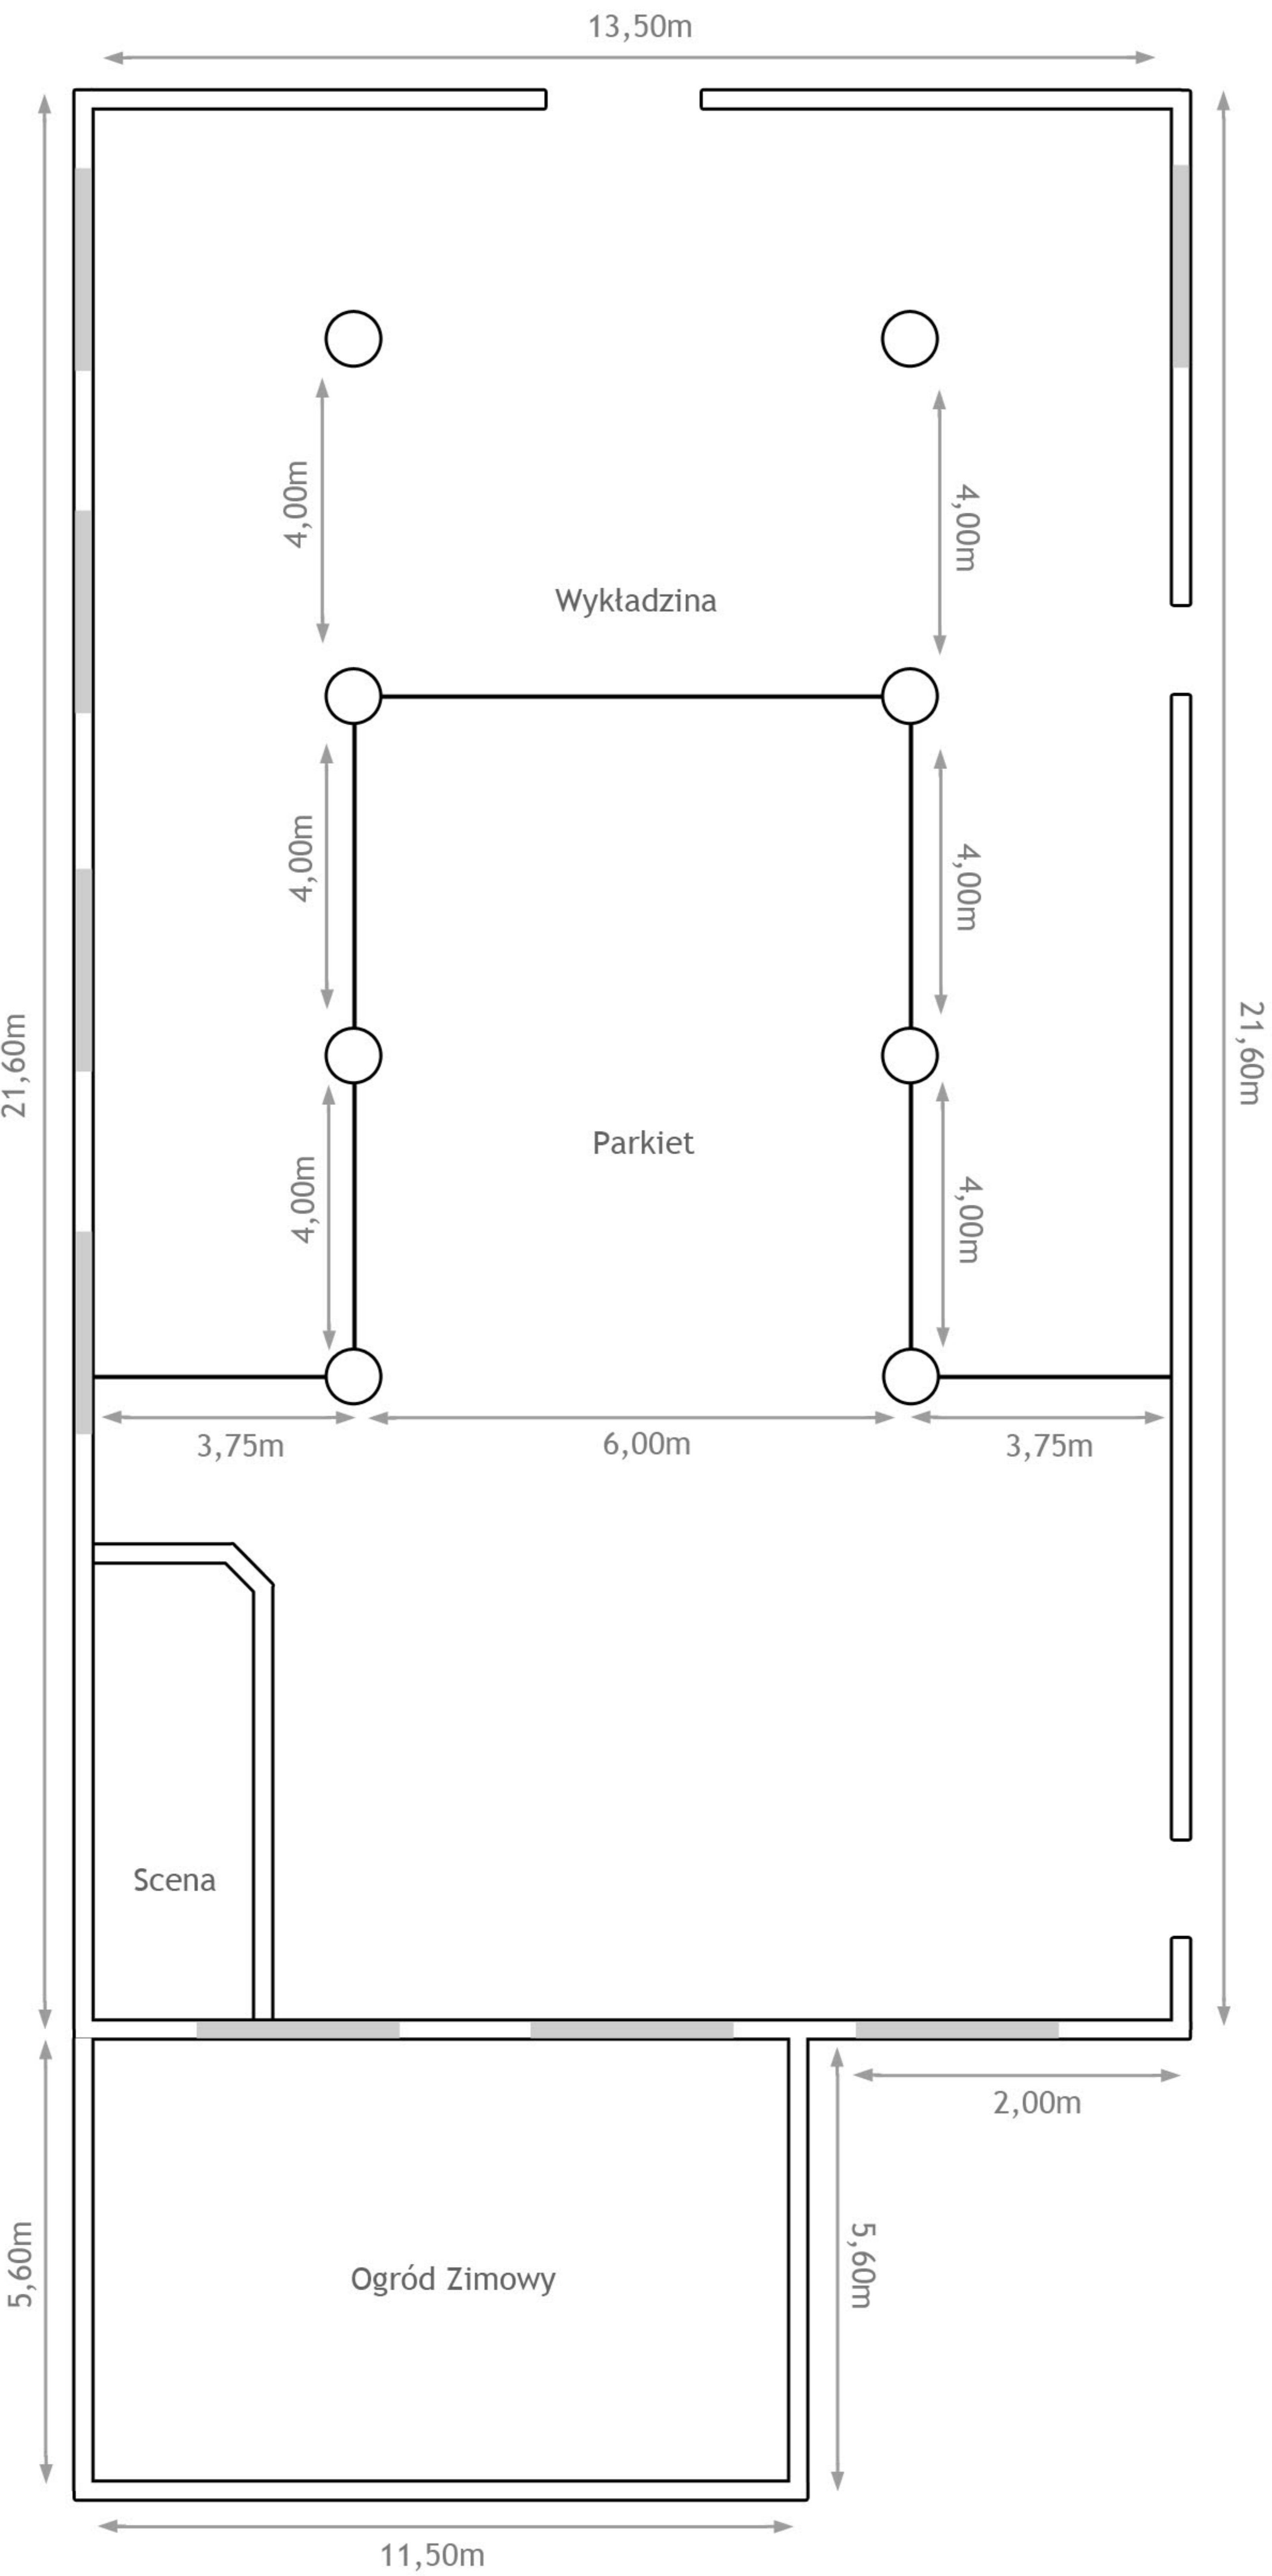 13,50m
4,00m
4,00m
Wykładzina
4,00m
4,00m
21,60m
21,60m
Parkiet
4,00m
4,00m
3,75m
6,00m
3,75m
Scena
2,00m
5,60m
Ogród Zimowy
5,60m
11,50m